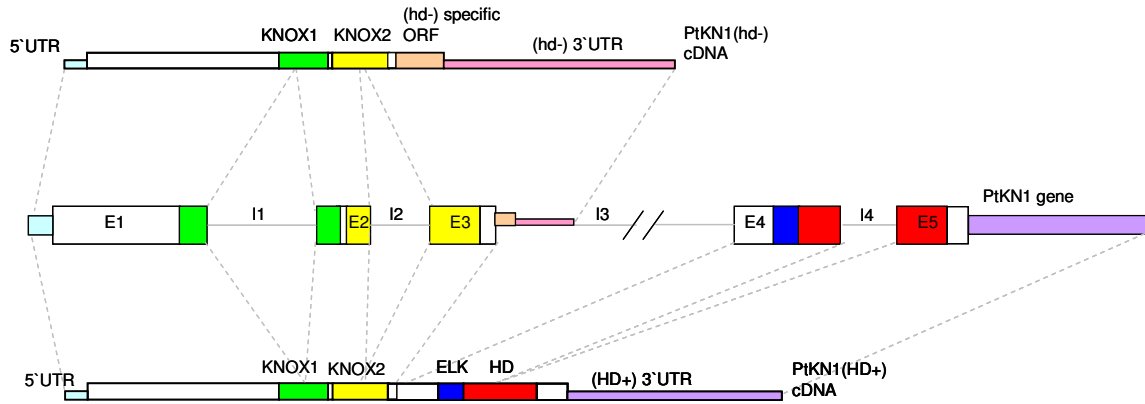 (hd-) specific
5`UTR
KNOX1
KNOX2
ORF
(hd-) 3`UTR
PtKN1(hd-)
cDNA
E1
I1
E2
I2
E3
I3
E4
I4
E5
PtKN1 gene
5`UTR
KNOX1
KNOX2
ELK
HD
(HD+) 3`UTR
PtKN1(HD+)
cDNA